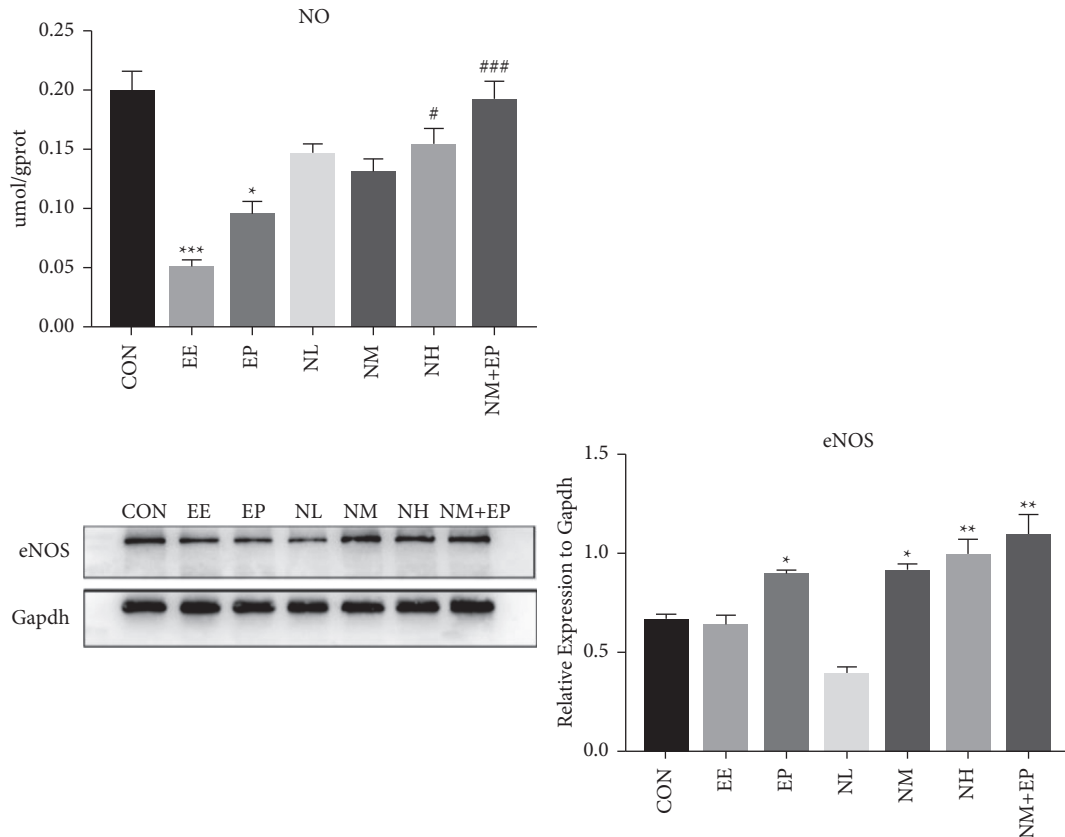 NO
umol/gprot
0.25
0.20
0.15
0.10
0.05
0.00
***
*
#
###
CON EE EP NL NM NH NM+EP
CON EE EP NL NM NH NM+EP
eNOS
Gapdh
eNOS
Relative Expression to Gapdh
1.5
1.0
0.5
0.0
*
*
**
**
CON EE EP NL NM NH NM+EP